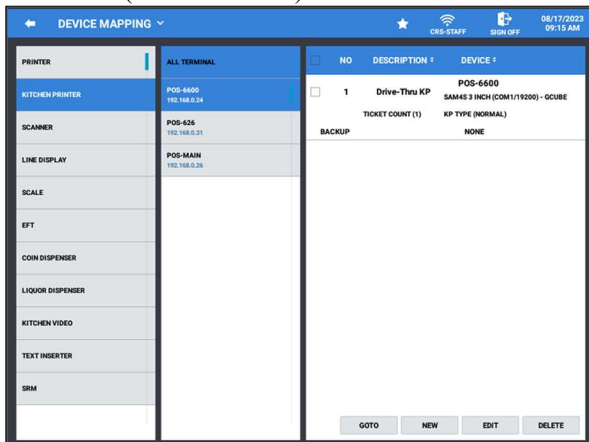 DEVICE MAPPING
CRS-STAFF
SIGN OFF
08/17/2023
09:15 AM
PRINTER
KITCHEN PRINTER
SCANNER
LINE DISPLAY
SCALE
EFT
COIN DISPENSER
LIQUOR DISPENSER
KITCHEN VIDEO
TEXT INSERTER
SRM
ALL TERMINAL
POS-6600
192.168.0.24
POS-626
192.168.0.31
POS-MAIN
192.168.0.26
NO DESCRIPTION DEVICE
1 Drive-Thru KP POS-6600
SAM4S 3 INCH (COM1/19200) - GCUBE
TICKET COUNT (1) KP TYPE (NORMAL)
BACKUP NONE
GOTO NEW EDIT DELETE